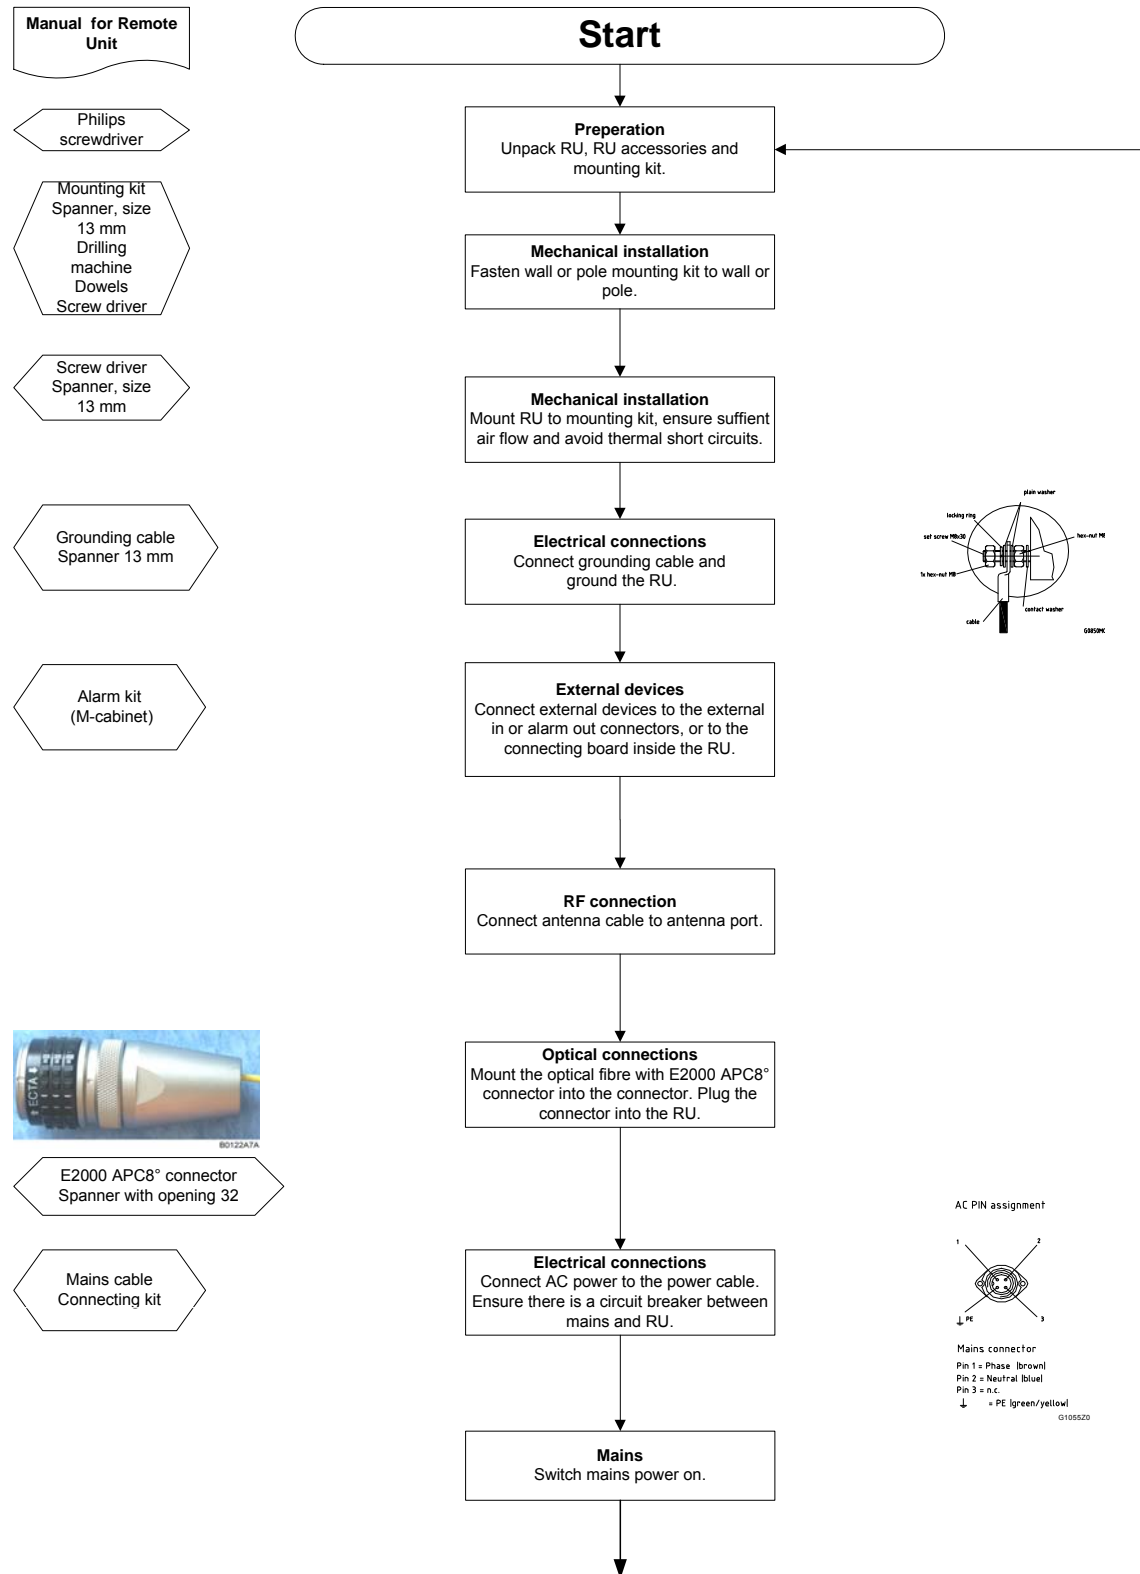 Manual for Remote
Unit
Start
Philips
screwdriver
Preperation
Unpack RU, RU accessories and
mounting kit.
Mounting kit
Spanner, size
13 mm
Drilling
machine
Dowels
Screw driver
Mechanical installation
Fasten wall or pole mounting kit to wall or
pole.
Screw driver
Spanner, size
13 mm
Mechanical installation
Mount RU to mounting kit, ensure suffient
air flow and avoid thermal short circuits.
Grounding cable
Spanner 13 mm
Electrical connections
Connect grounding cable and
ground the RU.
plain washer
locking ring
set screw M8x30
hex-nut M8
1x hex-nut M8
contact washer
cable
G0850MK
Alarm kit
(M-cabinet)
External devices
Connect external devices to the external
in or alarm out connectors, or to the
connecting board inside the RU.
RF connection
Connect antenna cable to antenna port.
ECTA
B0122A7A
Optical connections
Mount the optical fibre with E2000 APC8°
connector into the connector. Plug the
connector into the RU.
E2000 APC8° connector
Spanner with opening 32
Mains cable
Connecting kit
Electrical connections
Connect AC power to the power cable.
Ensure there is a circuit breaker between
mains and RU.
AC PIN assignment
1
2
PE
3
Mains connector
Pin 1 = Phase (brown)
Pin 2 = Neutral (blue)
Pin 3 = n.c.
= PE (green/yellow)
G1055Z0
Mains
Switch mains power on.